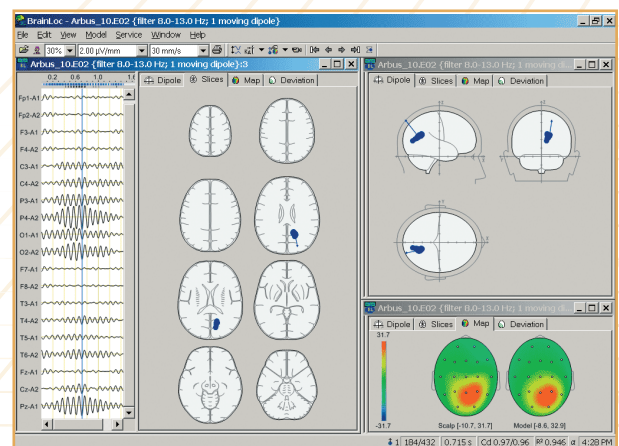 BrainLoc - Arbus_10.E02 {filter 8.0-13.0 Hz; 1 moving dipole}
File Edit View Model Service Window Help
30% 2.00 µV/mm 30 mm/s
Arbus_10.E02 {filter 8.0-13.0 Hz; 1 moving dipole}:3
0.2 0.6 1.0 1.
Dipole Slices Map Deviation
Fp1-A1
Fp2-A2
F3-A1
F4-A2
C3-A1
C4-A2
P3-A1
P4-A2
O1-A1
O2-A2
F7-A1
F8-A2
T3-A1
T4-A2
T5-A1
T6-A2
Fz-A1
Cz-A2
Pz-A1
Arbus_10.E02 {filter 8.0-13.0 Hz; 1 moving di...
Dipole Slices Map Deviation
Arbus_10.E02 {filter 8.0-13.0 Hz; 1 moving di...
Dipole Slices Map Deviation
31.7
-31.7
Scalp [-10.7, 31.7] Model [-8.6, 32.9]
1 184/432 0.715 s Cd 0.97/0.96 R² 0.946 α 4:28 PM